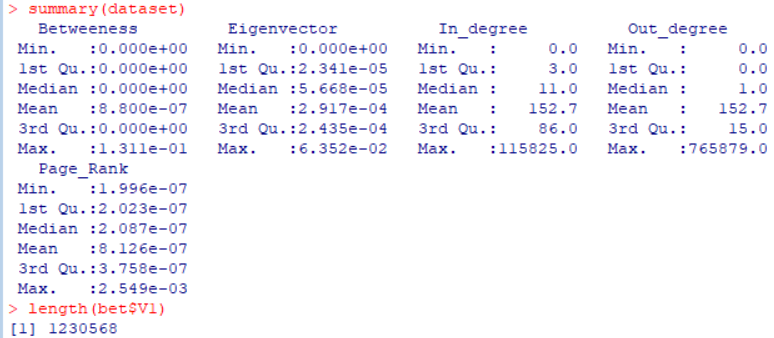 > summary(dataset)
   Betweeness          Eigenvector          In_degree          Out_degree
 Min.   :0.000e+00   Min.   :0.000e+00   Min.   :     0.0   Min.   :     0.0
 1st Qu.:0.000e+00   1st Qu.:2.341e-05   1st Qu.:     3.0   1st Qu.:     0.0
 Median :0.000e+00   Median :5.668e-05   Median :    11.0   Median :     1.0
 Mean   :8.800e-07   Mean   :2.917e-04   Mean   :   152.7   Mean   :   152.7
 3rd Qu.:0.000e+00   3rd Qu.:2.435e-04   3rd Qu.:    86.0   3rd Qu.:    15.0
 Max.   :1.311e-01   Max.   :6.352e-02   Max.   :115825.0   Max.   :765879.0
   Page_Rank
 Min.   :1.996e-07
 1st Qu.:2.023e-07
 Median :2.087e-07
 Mean   :8.126e-07
 3rd Qu.:3.758e-07
 Max.   :2.549e-03
> length(bet$V1)
[1] 1230568